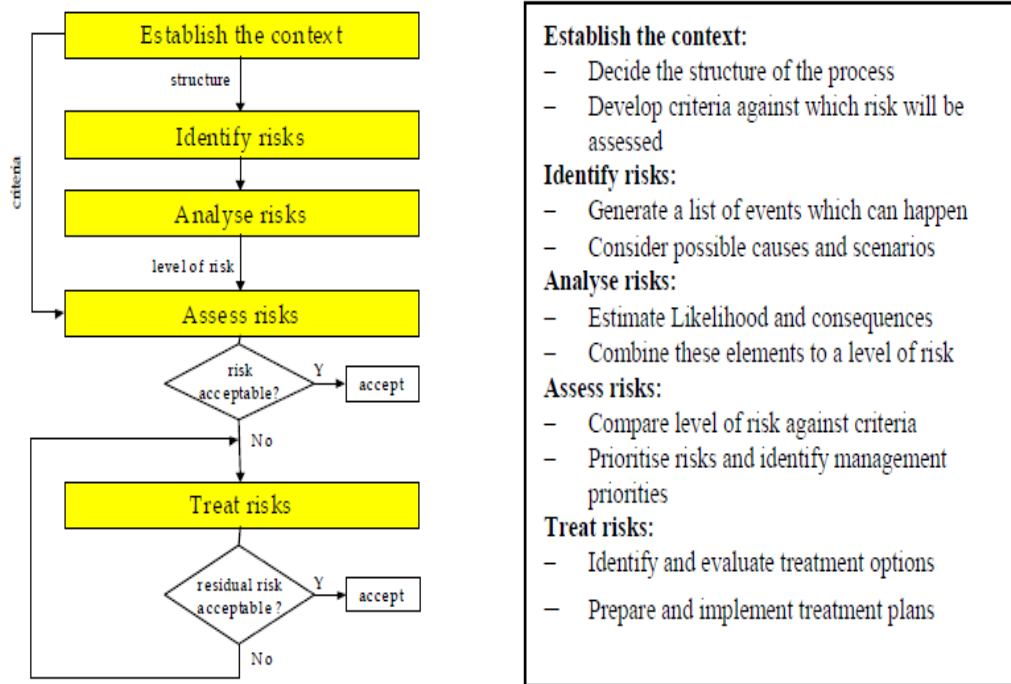 Establish the context
structure
criteria
Identify risks
Analyse risks
level of risk
Assess risks
risk
acceptable?
Y
accept
No
Treat risks
residual risk
acceptable?
Y
accept
No
Establish the context:
– Decide the structure of the process
– Develop criteria against which risk will be
assessed
Identify risks:
– Generate a list of events which can happen
– Consider possible causes and scenarios
Analyse risks:
– Estimate Likelihood and consequences
– Combine these elements to a level of risk
Assess risks:
– Compare level of risk against criteria
– Prioritise risks and identify management
priorities
Treat risks:
– Identify and evaluate treatment options
– Prepare and implement treatment plans